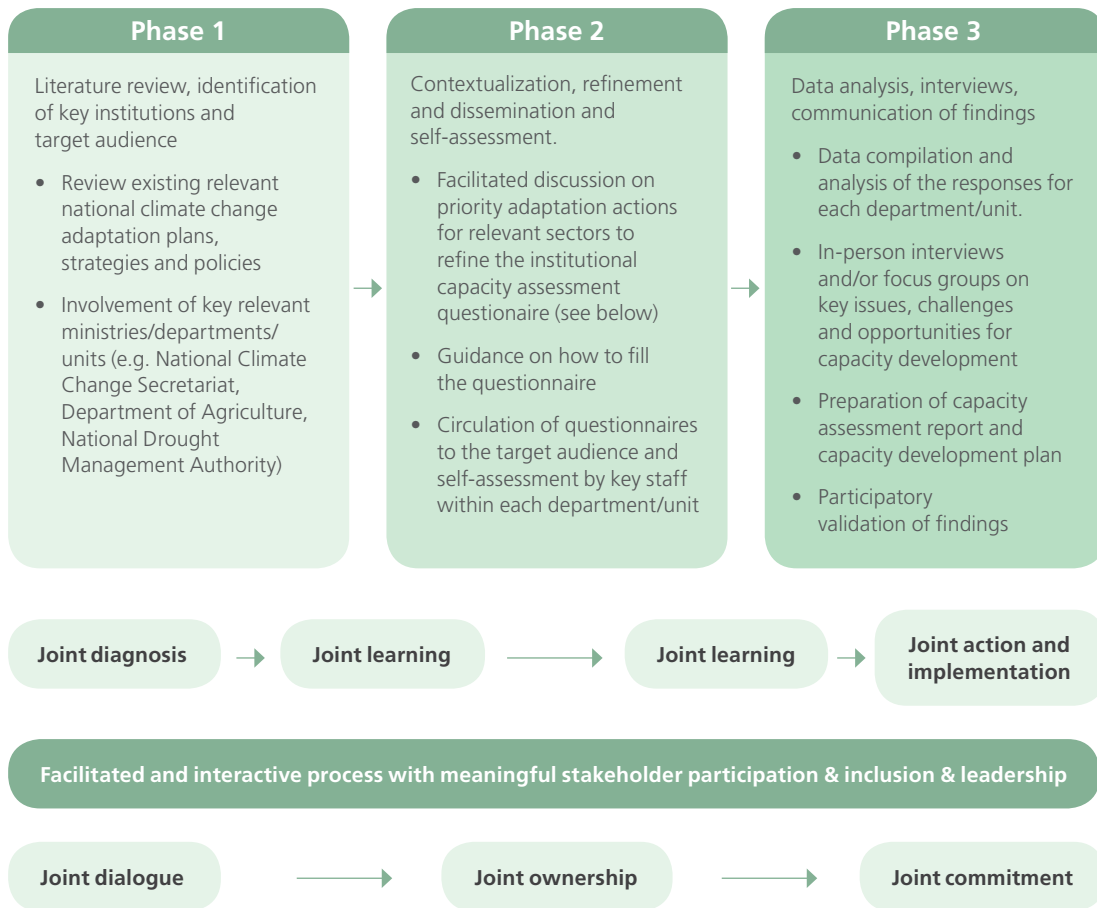 Phase 1
Literature review, identification
of key institutions and
target audience
• Review existing relevant
national climate change
adaptation plans,
strategies and policies
• Involvement of key relevant
ministries/departments/
units (e.g. National Climate
Change Secretariat,
Department of Agriculture,
National Drought
Management Authority)
Phase 2
Contextualization, refinement
and dissemination and
self-assessment.
• Facilitated discussion on
priority adaptation actions
for relevant sectors to
refine the institutional
capacity assessment
questionaire (see below)
• Guidance on how to fill
the questionnaire
• Circulation of questionnaires
to the target audience and
self-assessment by key staff
within each department/unit
Phase 3
Data analysis, interviews,
communication of findings
• Data compilation and
analysis of the responses for
each department/unit.
• In-person interviews
and/or focus groups on
key issues, challenges
and opportunities for
capacity development
• Preparation of capacity
assessment report and
capacity development plan
• Participatory
validation of findings
Joint diagnosis
Joint learning
Joint learning
Joint action and
implementation
Facilitated and interactive process with meaningful stakeholder participation & inclusion & leadership
Joint dialogue
Joint ownership
Joint commitment